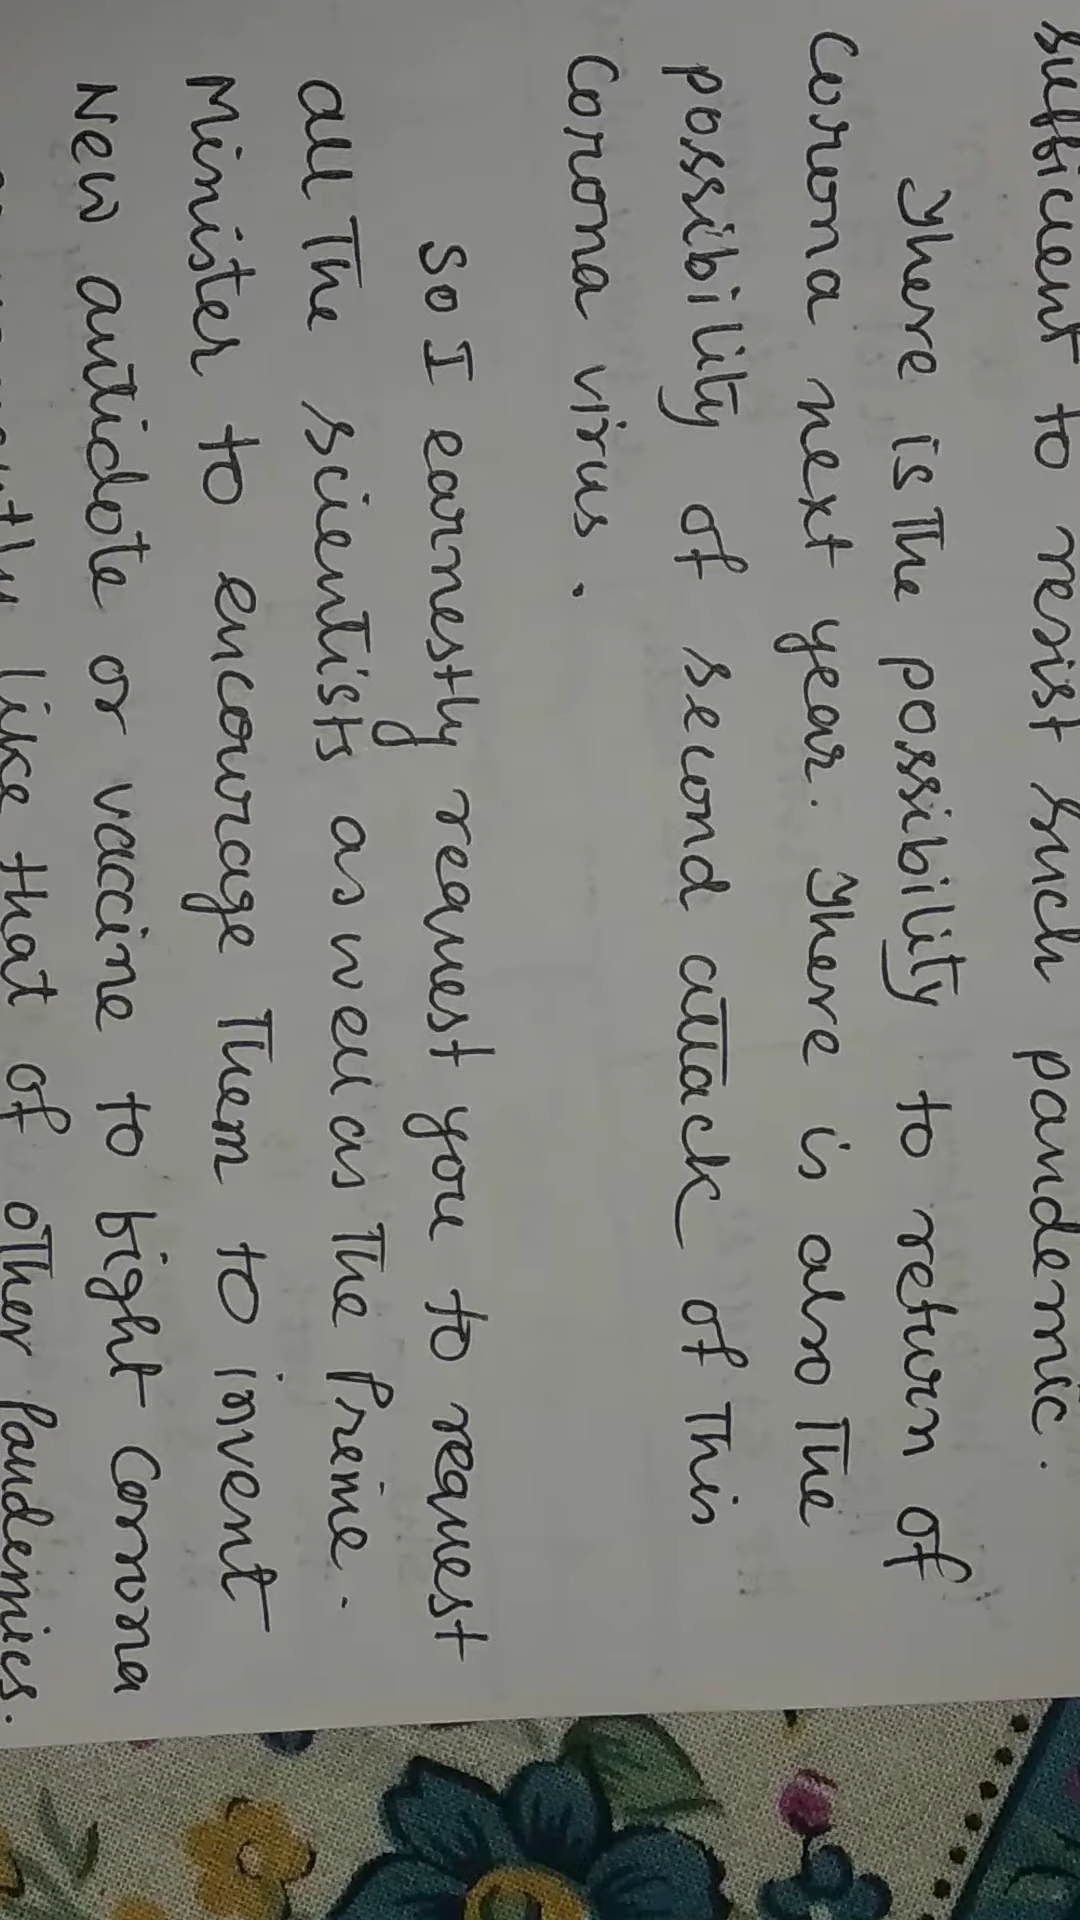 sufficient to resist such pandemic.
There is The possibility to return of
Corona next year. There is also The
possibility of second attack of This
Corona virus.
so I earnestly request you to request
all The scientists as well as The Prime.
Minister to encourage Them to invent
New antidote or vaccine to fight Corona
like that of other Pandemics.